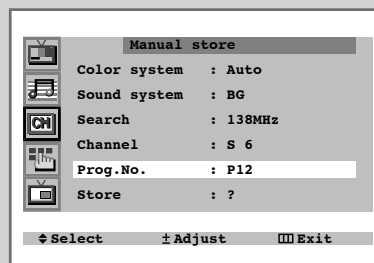 Manual store
Color system : Auto
Sound system : BG
CH Search : 138MHz
Channel : S 6
Prog.No. : P12
Store : ?
Select ± Adjust Exit